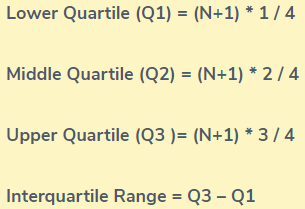 Lower Quartile (Q1) = (N+1) * 1 / 4
Middle Quartile (Q2) = (N+1) * 2 / 4
Upper Quartile (Q3 )= (N+1) * 3 / 4
Interquartile Range = Q3 – Q1